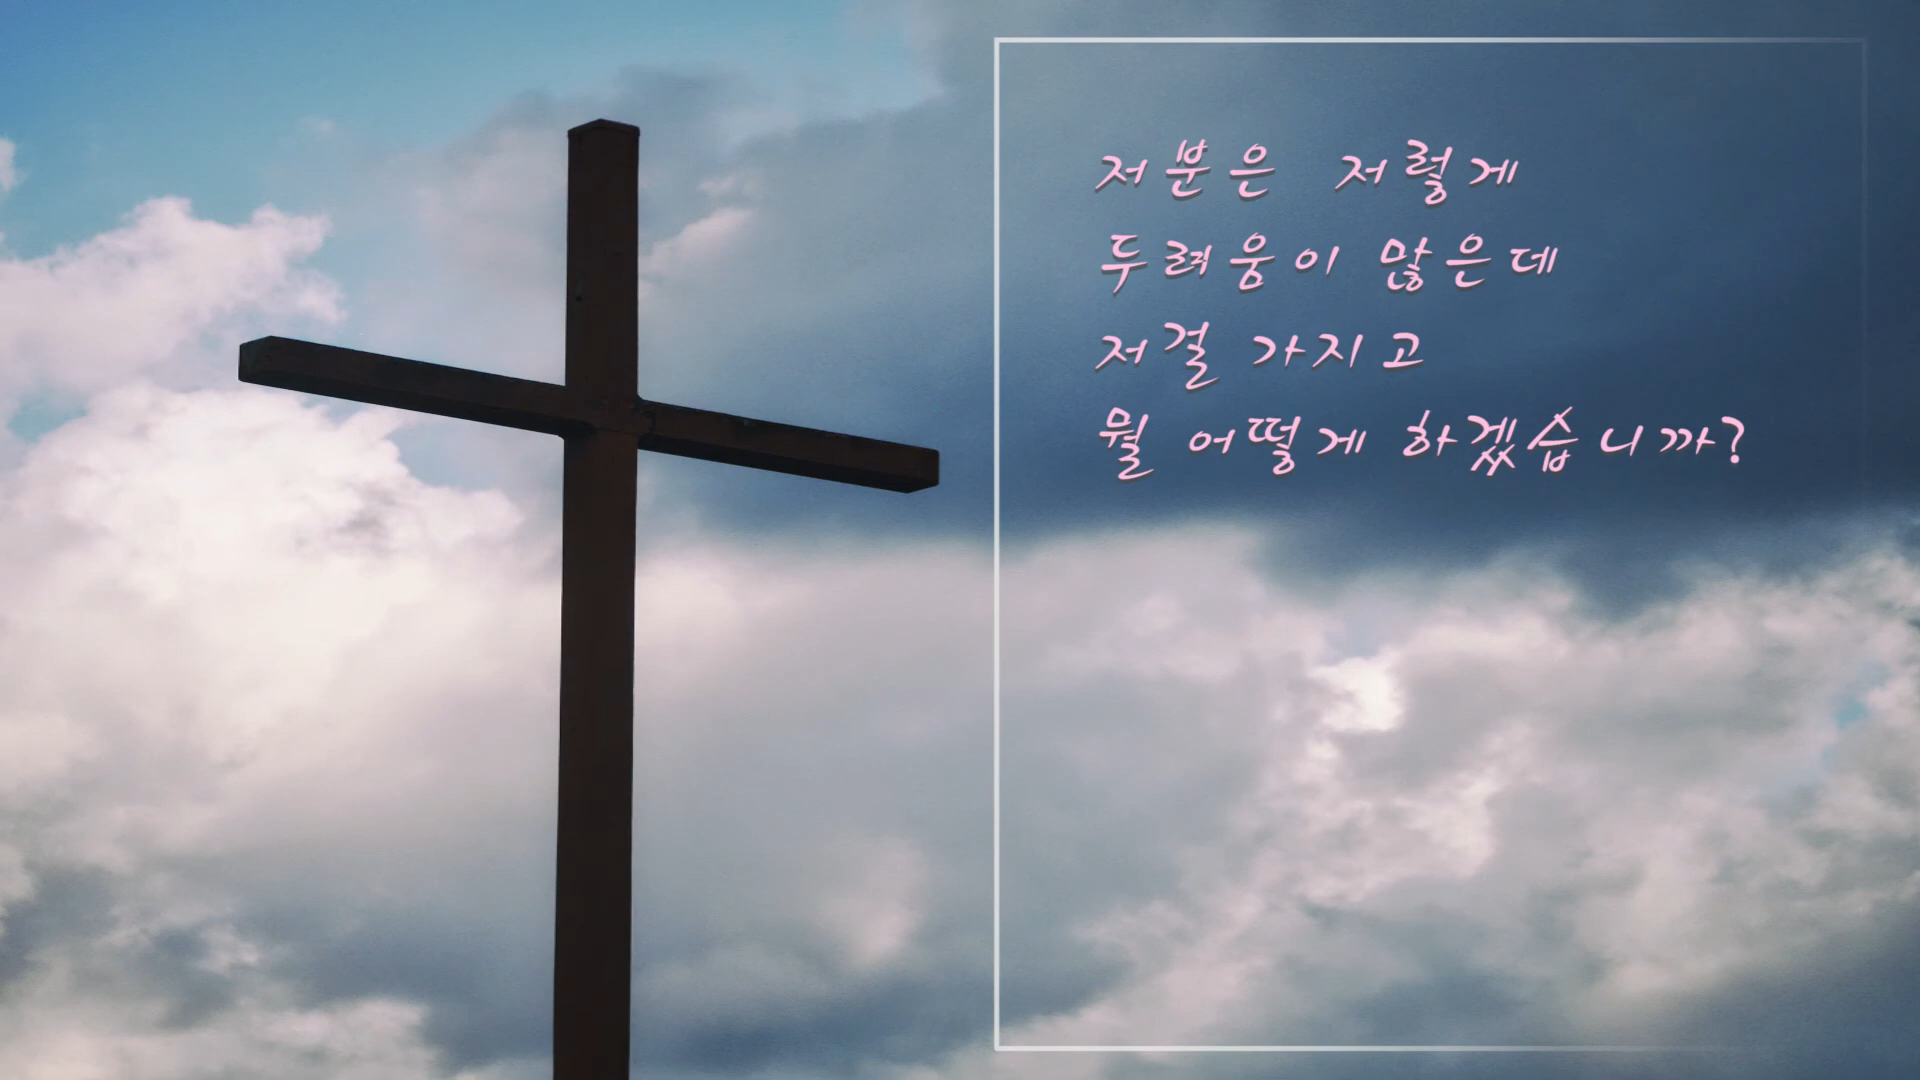 저분은 저렇게
두려움이 많은데
저걸 가지고
뭘 어떻게 하겠습니까?